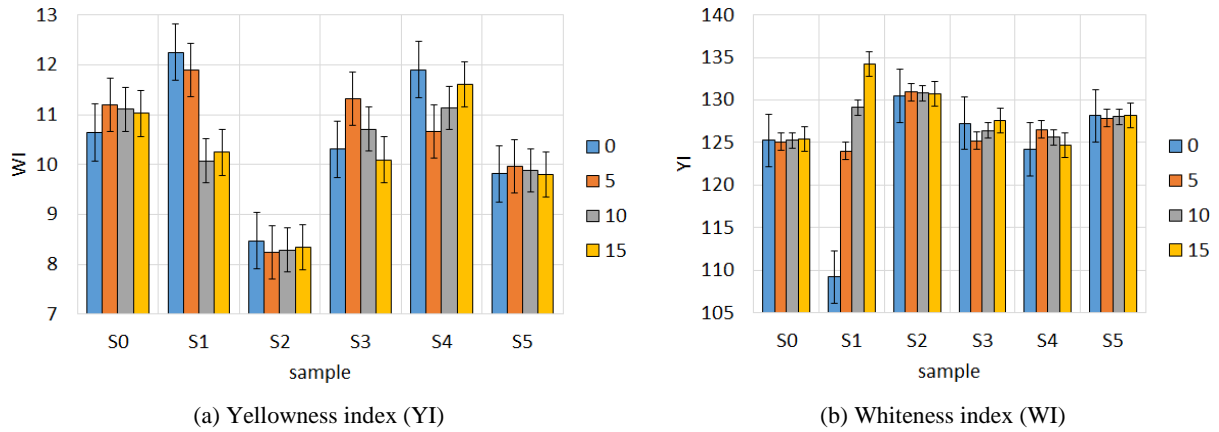 13
12
11
10
9
8
7
WI
S0 S1 S2 S3 S4 S5
sample
0
5
10
15
(a) Yellowness index (YI)
140
135
130
125
120
115
110
105
YI
S0 S1 S2 S3 S4 S5
sample
0
5
10
15
(b) Whiteness index (WI)